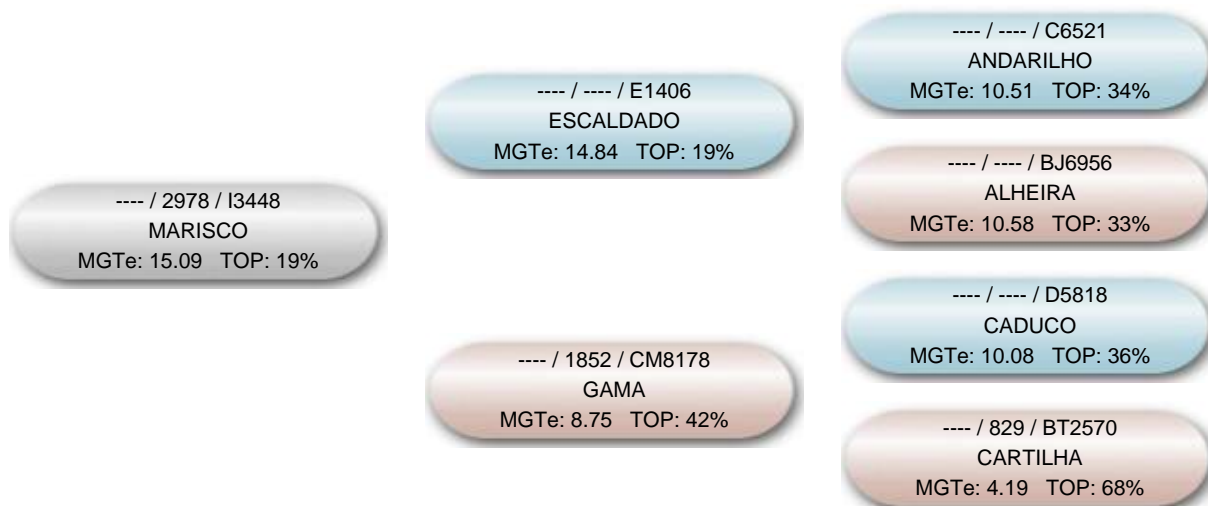 ---- / 2978 / I3448
MARISCO
MGTe: 15.09 TOP: 19%
---- / ---- / E1406
ESCALDADO
MGTe: 14.84 TOP: 19%
---- / 1852 / CM8178
GAMA
MGTe: 8.75 TOP: 42%
---- / ---- / C6521
ANDARILHO
MGTe: 10.51 TOP: 34%
---- / ---- / BJ6956
ALHEIRA
MGTe: 10.58 TOP: 33%
---- / ---- / D5818
CADUCO
MGTe: 10.08 TOP: 36%
---- / 829 / BT2570
CARTILHA
MGTe: 4.19 TOP: 68%